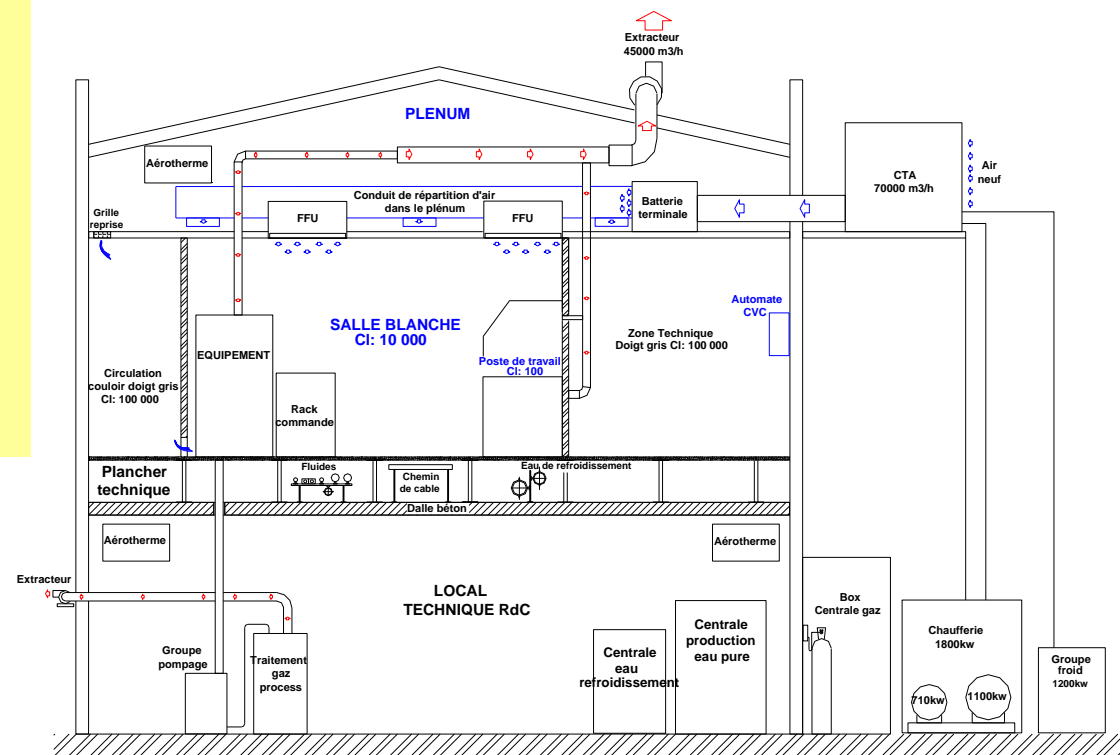 Extracteur
45000 m3/h
PLENUM
Aérotherme
CTA
70000 m3/h
Air
neuf
Conduit de répartition d'air
dans le plénum
Batterie
terminale
Grille
reprise
FFU
FFU
Automate
CVC
SALLE BLANCHE
Cl: 10 000
Zone Technique
Doigt gris Cl: 100 000
EQUIPEMENT
Poste de travail
Cl: 100
Circulation
couloir doigt gris
Cl: 100 000
Rack
commande
Plancher
technique
Fluides
Chemin
de cable
Eau de refroidissement
Dalle béton
Aérotherme
Aérotherme
Extracteur
LOCAL
TECHNIQUE RdC
Box
Centrale gaz
Groupe
pompage
Traitement
gaz
process
Centrale
eau
refroidissement
Centrale
production
eau pure
Chaufferie
1800kw
710kw
1100kw
Groupe
froid
1200kw